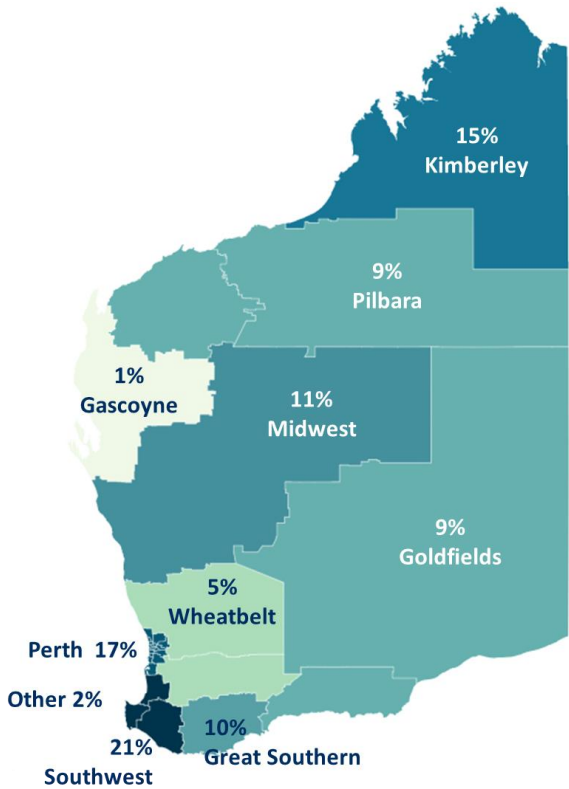 15%
Kimberley
9%
Pilbara
1%
Gascoyne
11%
Midwest
9%
Goldfields
5%
Wheatbelt
Perth 17%
Other 2%
10%
Great Southern
21%
Southwest